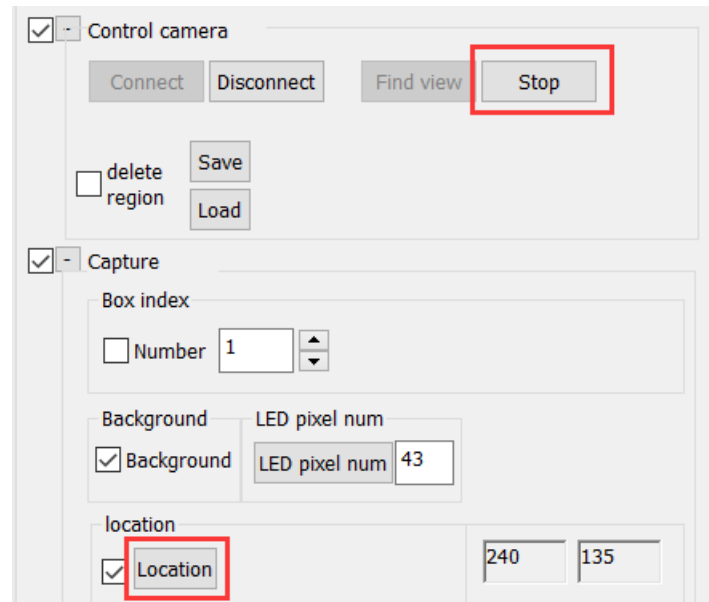 - Control camera
Connect Disconnect Find view Stop
delete region
Save
Load
- Capture
Box index
Number 1
Background LED pixel num
Background LED pixel num 43
location
Location 240 135